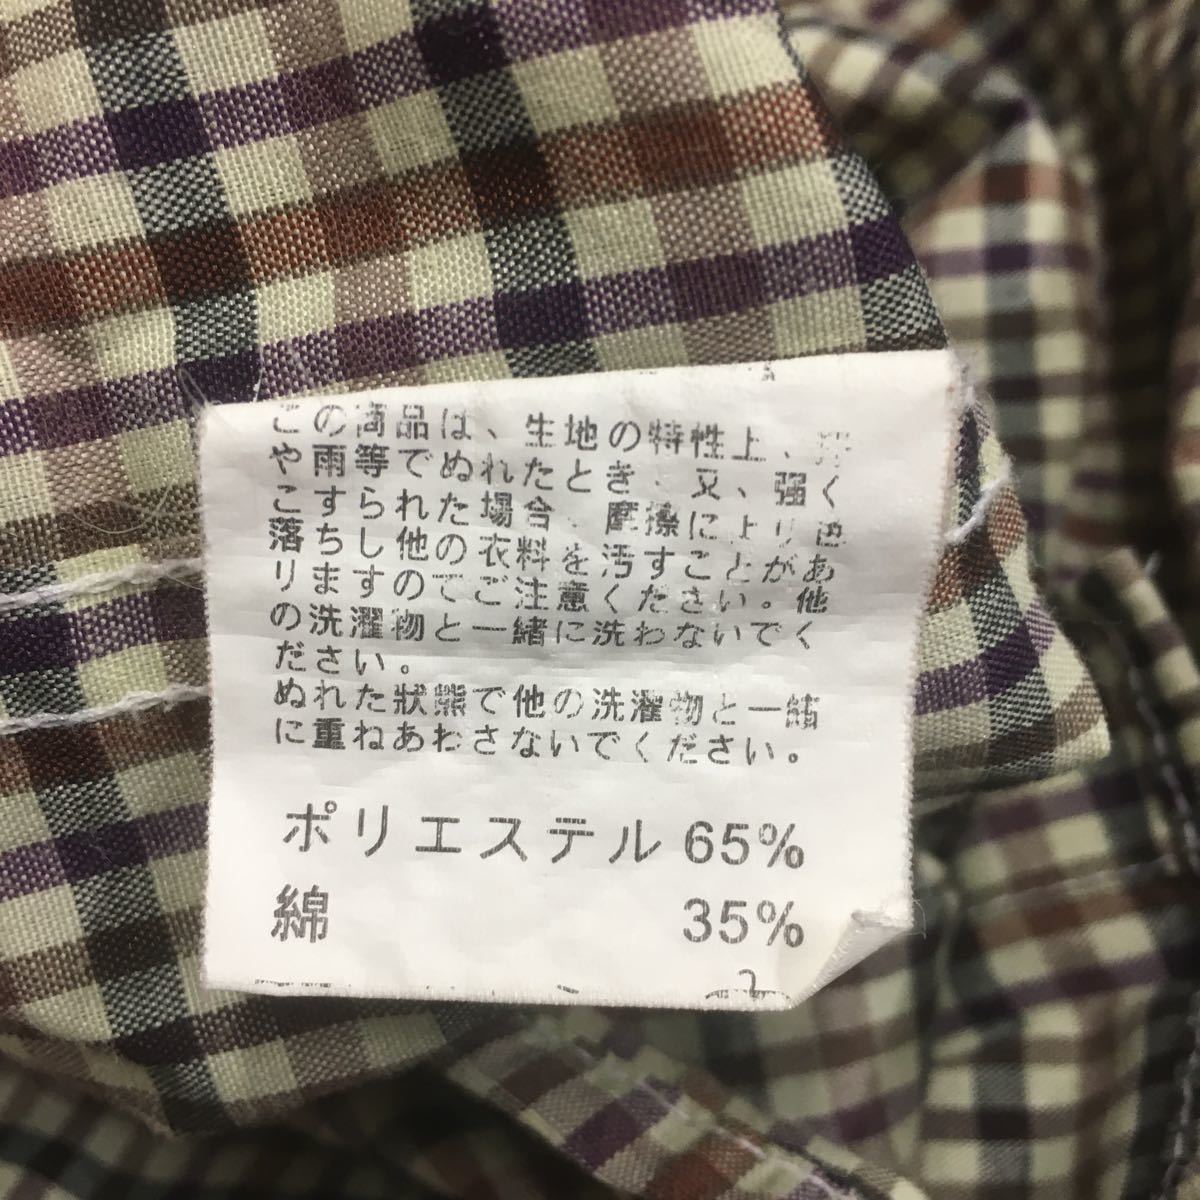 この商品は、生地の特性上、汗
や雨等でぬれたとき、又、強く
こすられた場合、摩擦により色
落ちし他の衣料を汚すことがあ
りますのでご注意ください。他
の洗濯物と一緒に洗わないでく
ださい。
ぬれた状態で他の洗濯物と一緒
に重ねあわさないでください。
ポリエステル 65%
綿 35%